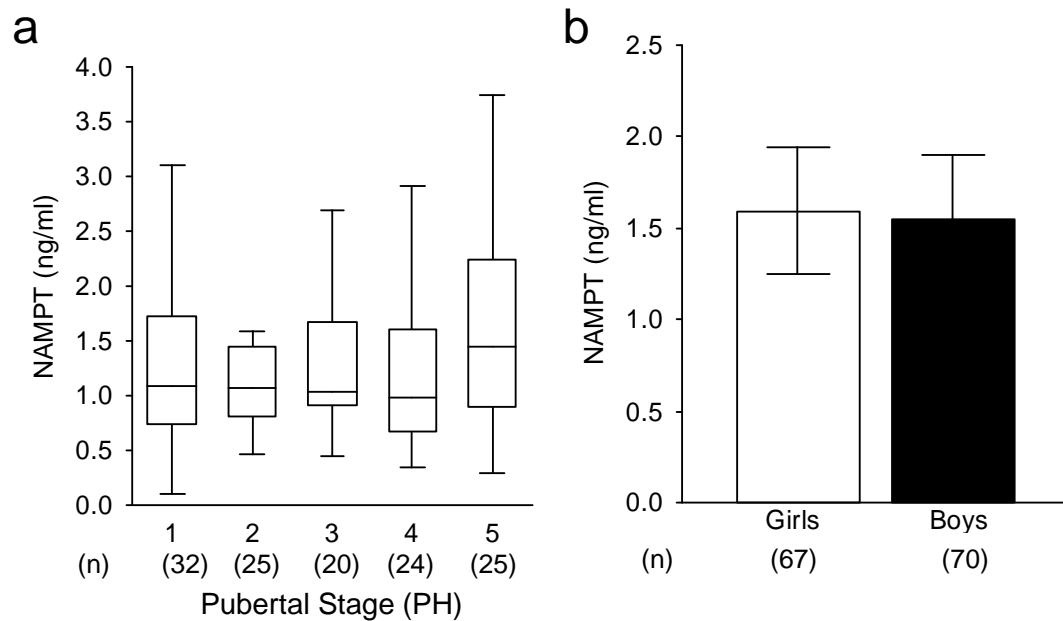 a
NAMPT (ng/ml)
4.0
3.5
3.0
2.5
2.0
1.5
1.0
0.5
0.0
1 2 3 4 5
(n) (32) (25) (20) (24) (25)
Pubertal Stage (PH)
b
NAMPT (ng/ml)
2.5
2.0
1.5
1.0
0.5
0.0
Girls Boys
(n) (67) (70)